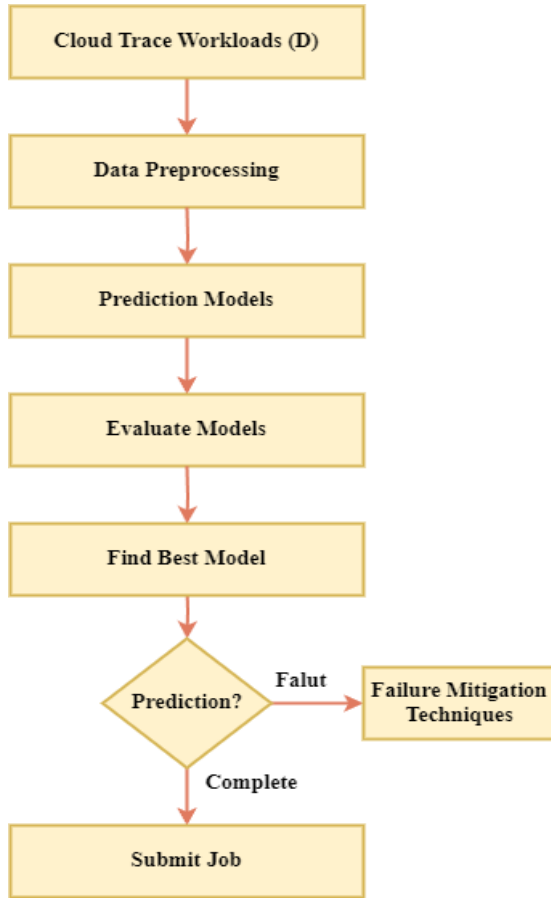 Cloud Trace Workloads (D)
Data Preprocessing
Prediction Models
Evaluate Models
Find Best Model
Prediction?
Falut
Failure Mitigation
Techniques
Complete
Submit Job